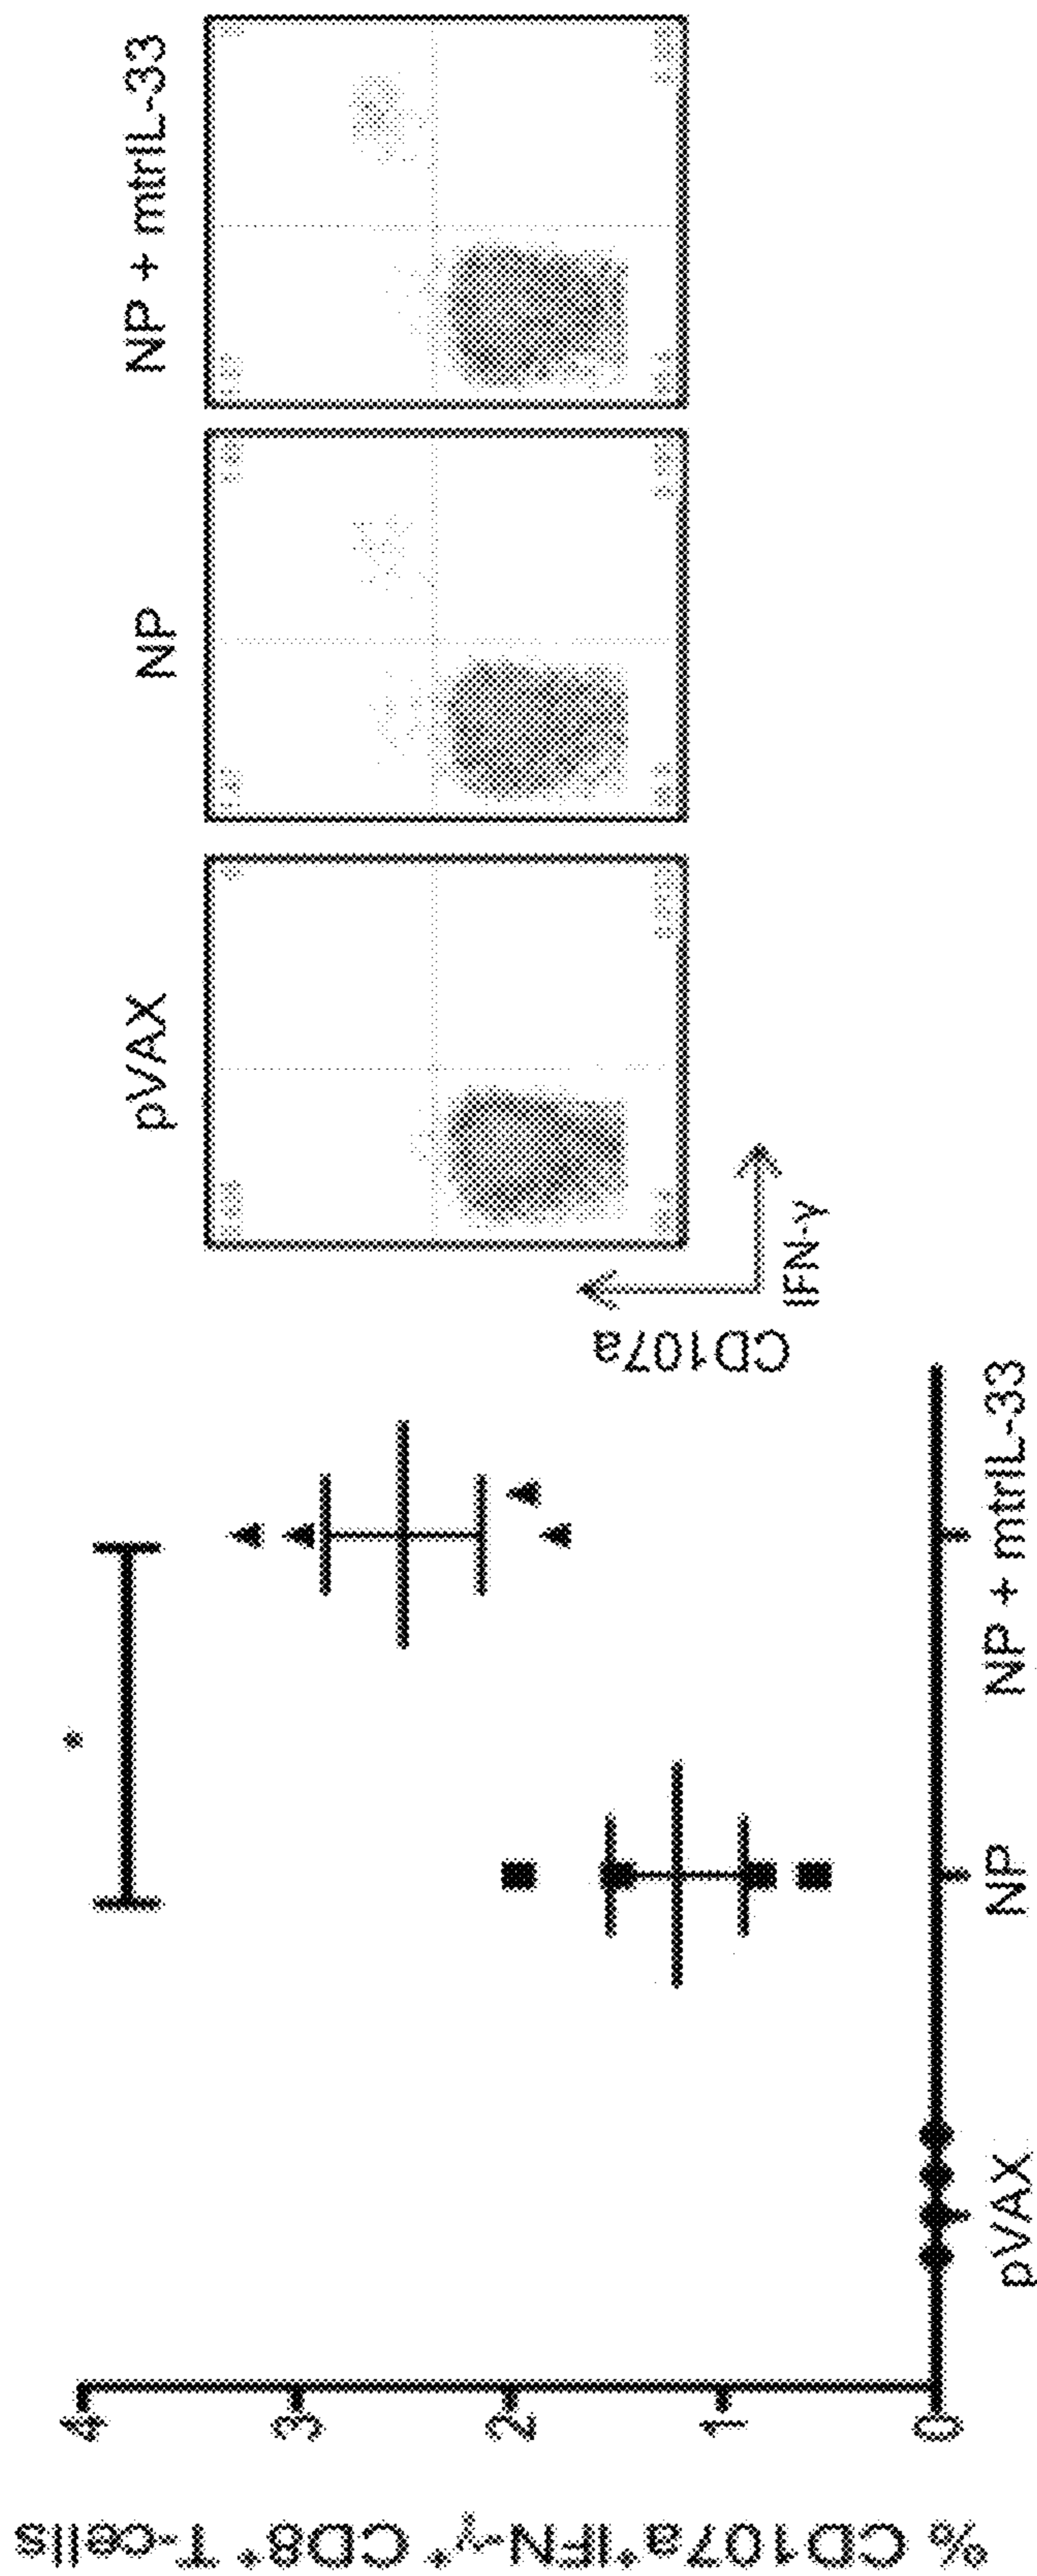 % CD107a⁺IFN-γ⁺ CD8⁺ T-cells
4
3
2
1
0
*
pVAX
NP
NP + mtrIL-33
CD107a
IFN-γ
pVAX
NP
NP + mtrIL-33